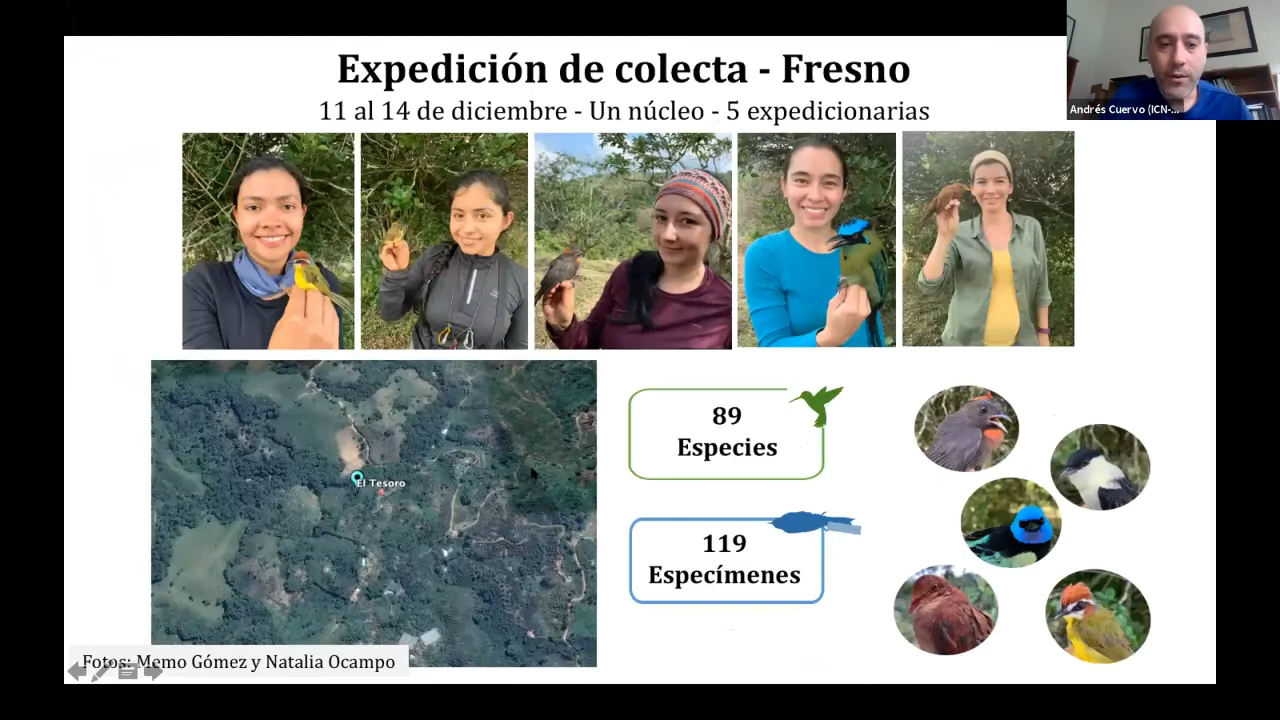 Expedición de colecta - Fresno
11 al 14 de diciembre - Un núcleo - 5 expedicionarias
Andrés Cuervo (ICN-...
El Tesoro
89
Especies
119
Especímenes
Fotos: Memo Gómez y Natalia Ocampo